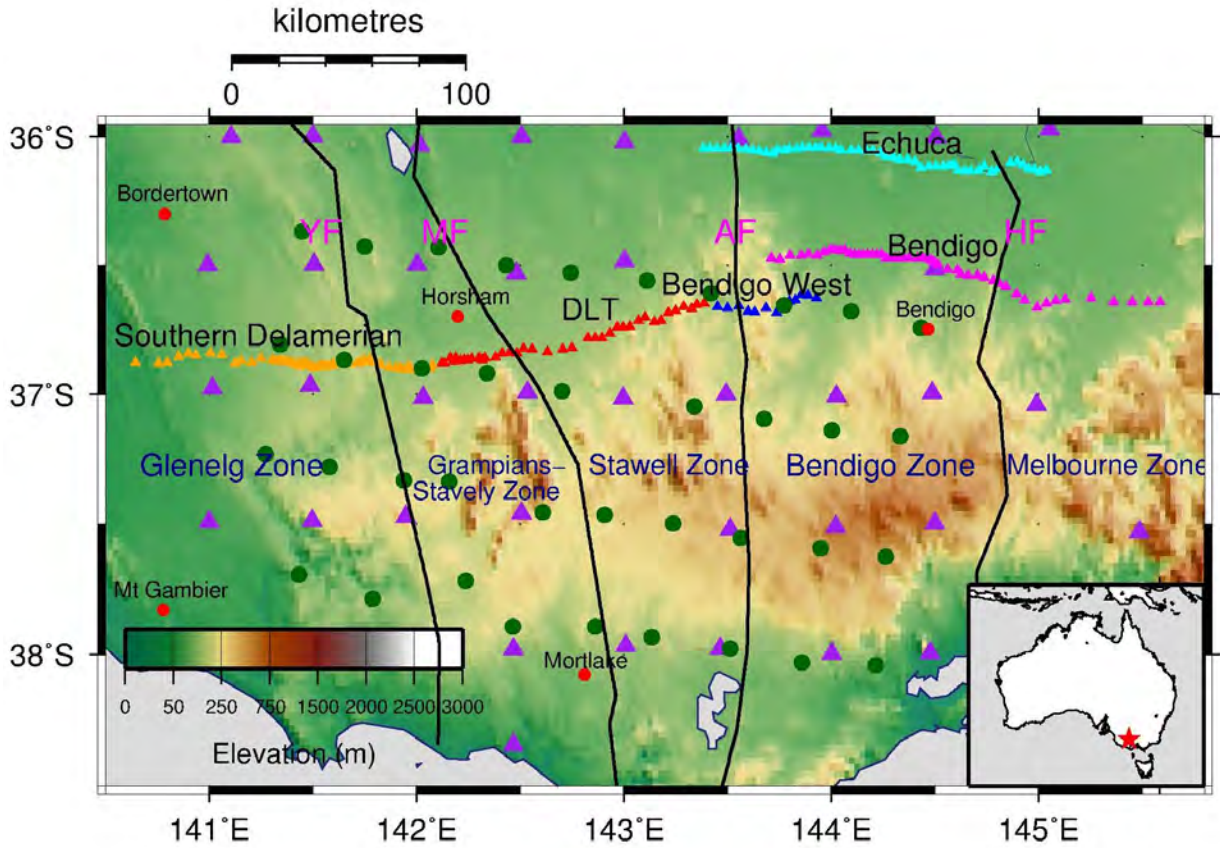 kilometres
0 100
36°S
Echuca
Bordertown
YF MF AF HF
Bendigo
Bendigo West
Horsham
DLT
Bendigo
Southern Delamerian
37°S
Glenelg Zone
Grampians–
Stavely Zone
Stawell Zone
Bendigo Zone
Melbourne Zone
Mt Gambier
38°S
Mortlake
0 50 250 750 1500 2000 2500 3000
Elevation (m)
141°E 142°E 143°E 144°E 145°E